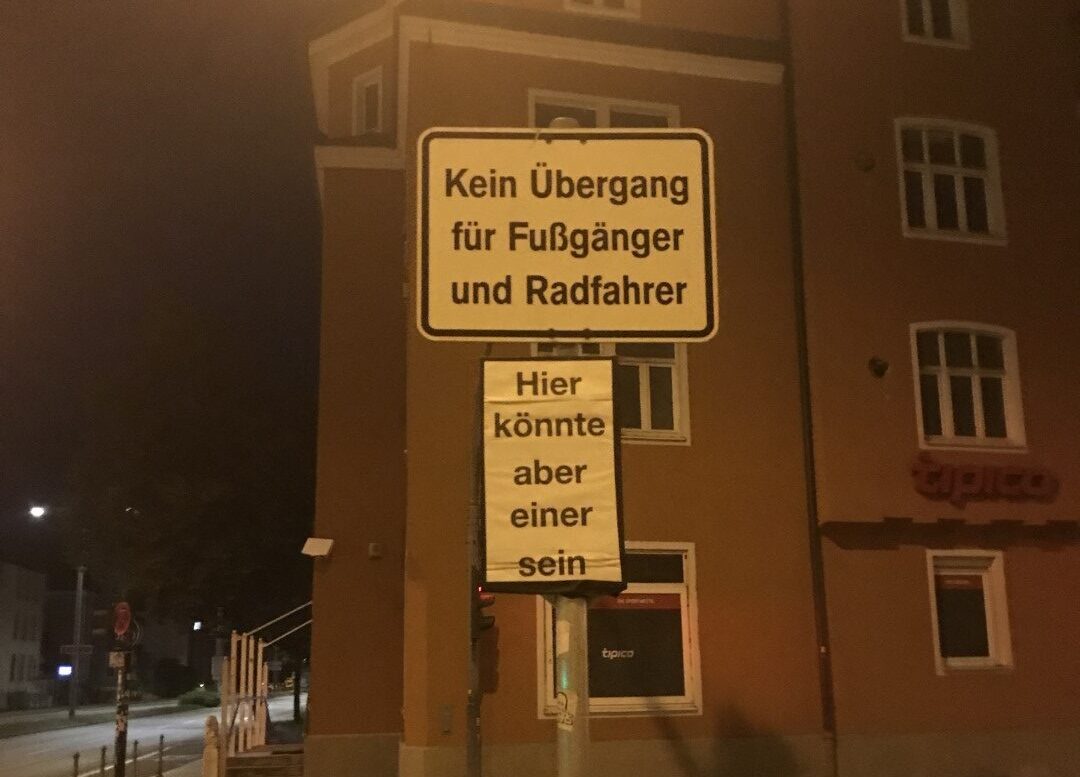 Kein Übergang
für Fußgänger
und Radfahrer
Hier
könnte
aber
einer
sein
tipico
tipico